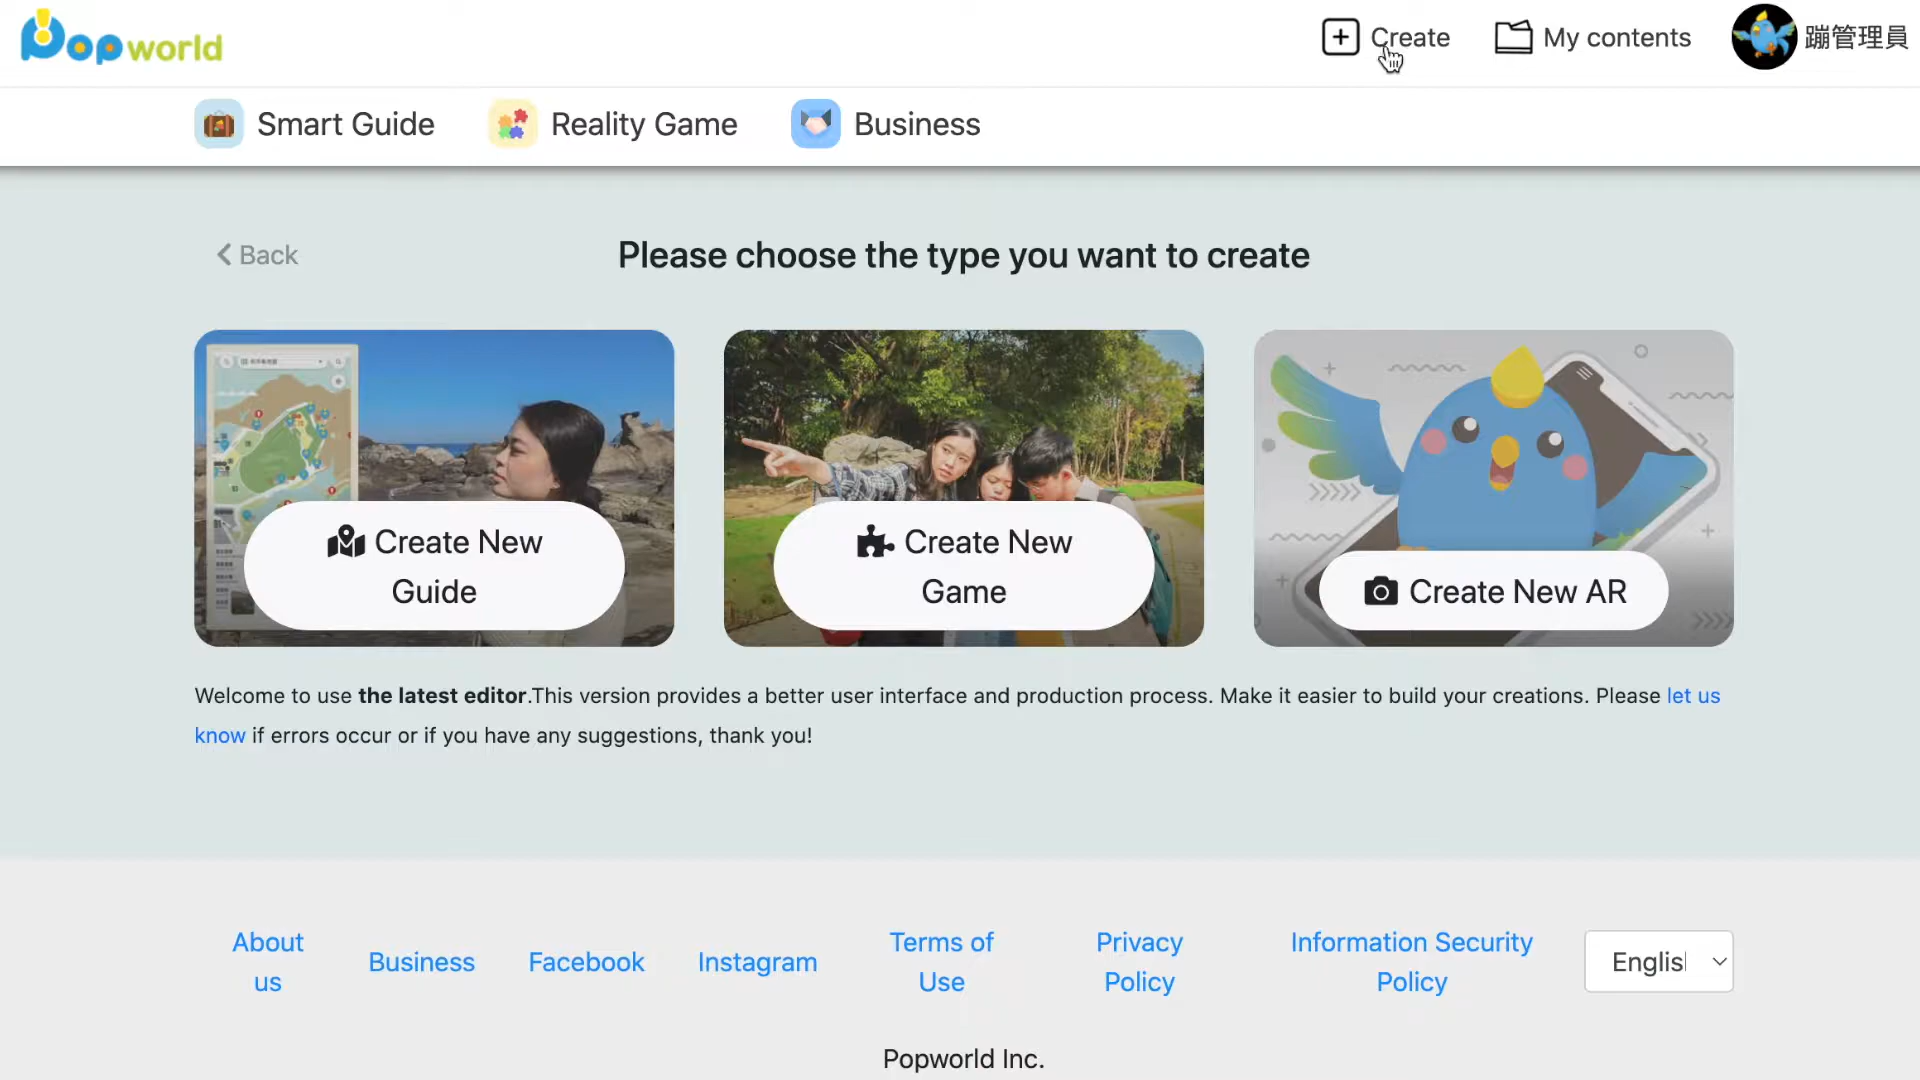 Popworld
Create
My contents
蹦管理員
Smart Guide
Reality Game
Business
Back
Please choose the type you want to create
Create New
Guide
Create New
Game
Create New AR
Welcome to use the latest editor.This version provides a better user interface and production process. Make it easier to build your creations. Please let us
know if errors occur or if you have any suggestions, thank you!
About
us
Business
Facebook
Instagram
Terms of
Use
Privacy
Policy
Information Security
Policy
Englis
Popworld Inc.